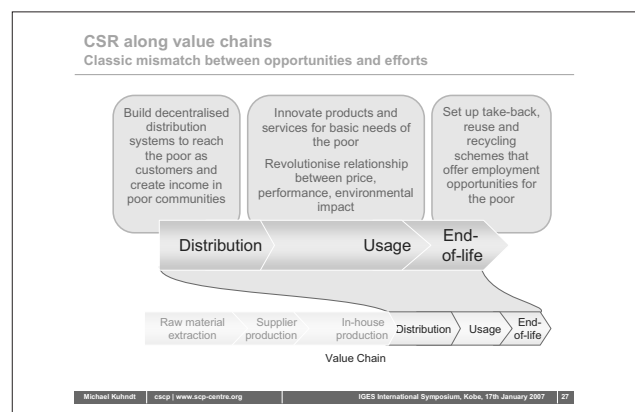 CSR along value chains
Classic mismatch between opportunities and efforts
Build decentralised
distribution
systems to reach
the poor as
customers and
create income in
poor communities
Innovate products and
services for basic needs of
the poor
Revolutionise relationship
between price,
performance, environmental
impact
Set up take-back,
reuse and
recycling
schemes that
offer employment
opportunities for
the poor
Distribution
Usage
End-
of-life
Raw material
extraction
Supplier
production
In-house
production
Distribution
Usage
End-
of-life
Value Chain
Michael Kuhndt cscp | www.scp-centre.org IGES International Symposium, Kobe, 17th January 2007 27